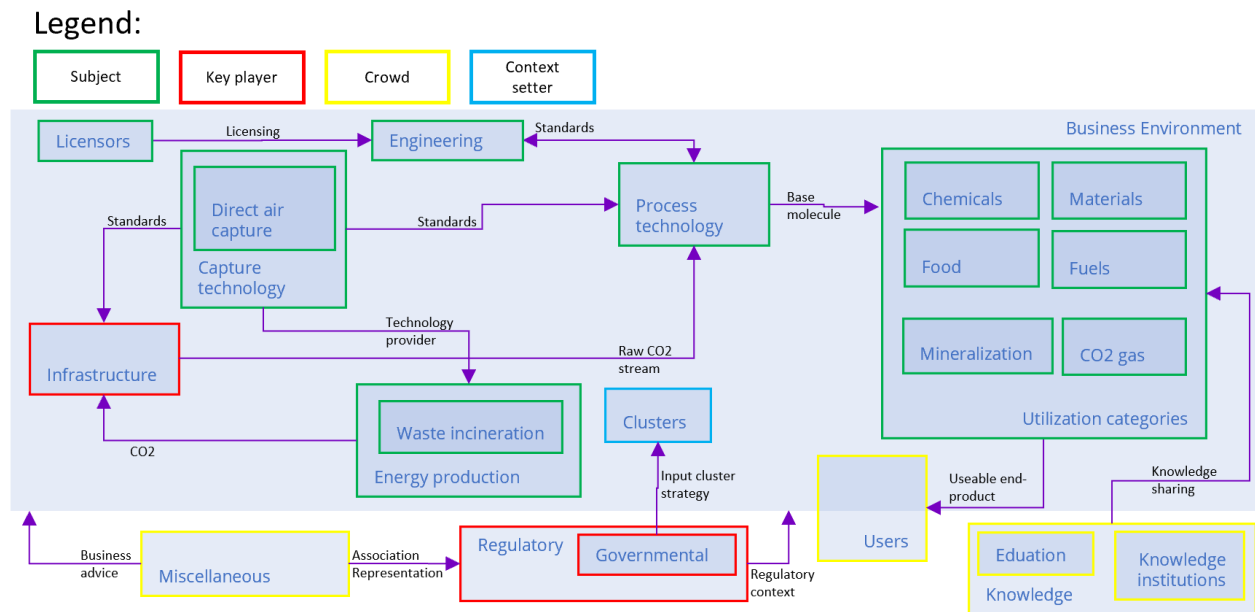 Legend:
Subject
Key player
Crowd
Context
setter
Business Environment
Licensors
Licensing
Engineering
Standards
Direct air
capture
Capture
technology
Standards
Standards
Process
technology
Base
molecule
Chemicals
Materials
Food
Fuels
Mineralization
CO2 gas
Utilization categories
Technology
provider
Infrastructure
Raw CO2
stream
Waste incineration
Energy production
CO2
Clusters
Input cluster
strategy
Useable end-
product
Knowledge
sharing
Users
Business
advice
Miscellaneous
Association
Representation
Regulatory
Governmental
Regulatory
context
Eduation
Knowledge
institutions
Knowledge